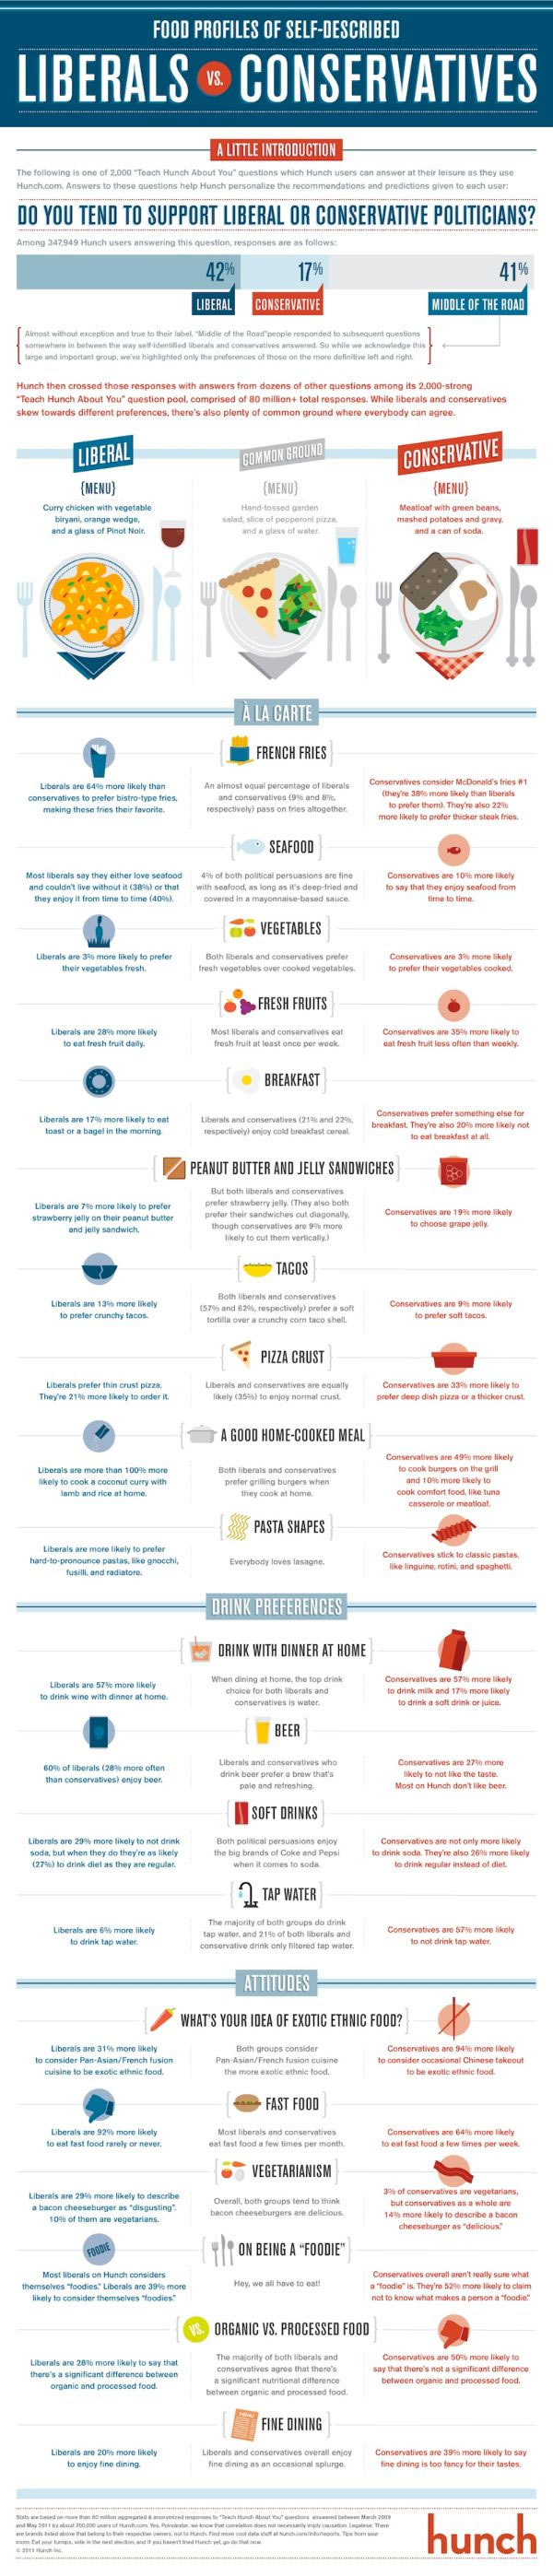 FOOD PROFILES OF SELF-DESCRIBED
LIBERALS VS. CONSERVATIVES
A LITTLE INTRODUCTION
The following is one of 2,000 "Teach Hunch About You" questions which Hunch users can answer at their leisure as they use
Hunch.com. Answers to these questions help Hunch personalize the recommendations and predictions given to each user:
DO YOU TEND TO SUPPORT LIBERAL OR CONSERVATIVE POLITICIANS?
Among 347,949 Hunch users answering this question, responses are as follows:
42% 17% 41%
LIBERAL CONSERVATIVE MIDDLE OF THE ROAD
Almost without exception and true to their label, "Middle of the Road"people responded to subsequent questions
somewhere in between the way self-identified liberals and conservatives answered. So while we acknowledge this
large and important group, we've highlighted only the preferences of those on the more definitive left and right.
Hunch then crossed those responses with answers from dozens of other questions among its 2,000-strong
"Teach Hunch About You" question pool, comprised of 80 million+ total responses. While liberals and conservatives
skew towards different preferences, there's also plenty of common ground where everybody can agree.
LIBERAL
{MENU}
Curry chicken with vegetable
biryani, orange wedge,
and a glass of Pinot Noir.
COMMON GROUND
{MENU}
Hand-tossed garden
salad, slice of pepperoni pizza,
and a glass of water.
CONSERVATIVE
{MENU}
Meatloaf with green beans,
mashed potatoes and gravy,
and a can of soda.
À LA CARTE
FRENCH FRIES
Liberals are 64% more likely than
conservatives to prefer bistro-type fries,
making these fries their favorite.
An almost equal percentage of liberals
and conservatives (9% and 8%,
respectively) pass on fries altogether.
Conservatives consider McDonald's fries #1
(they're 38% more likely than liberals
to prefer them). They're also 22%
more likely to prefer thicker steak fries.
SEAFOOD
Most liberals say they either love seafood
and couldn't live without it (38%) or that
they enjoy it from time to time (40%).
4% of both political persuasions are fine
with seafood, as long as it's deep-fried and
covered in a mayonnaise-based sauce.
Conservatives are 10% more likely
to say that they enjoy seafood from
time to time.
VEGETABLES
Liberals are 3% more likely to prefer
their vegetables fresh.
Both liberals and conservatives prefer
fresh vegetables over cooked vegetables.
Conservatives are 3% more likely
to prefer their vegetables cooked.
FRESH FRUITS
Liberals are 28% more likely
to eat fresh fruit daily.
Most liberals and conservatives eat
fresh fruit at least once per week.
Conservatives are 35% more likely to
eat fresh fruit less often than weekly.
BREAKFAST
Liberals are 17% more likely to eat
toast or a bagel in the morning.
Liberals and conservatives (21% and 22%,
respectively) enjoy cold breakfast cereal.
Conservatives prefer something else for
breakfast. They're also 20% more likely not
to eat breakfast at all.
PEANUT BUTTER AND JELLY SANDWICHES
Liberals are 7% more likely to prefer
strawberry jelly on their peanut butter
and jelly sandwich.
But both liberals and conservatives
prefer strawberry jelly. (They also both
prefer their sandwiches cut diagonally,
though conservatives are 9% more
likely to cut them vertically.)
Conservatives are 19% more likely
to choose grape jelly.
TACOS
Liberals are 13% more likely
to prefer crunchy tacos.
Both liberals and conservatives
(57% and 62%, respectively) prefer a soft
tortilla over a crunchy corn taco shell.
Conservatives are 9% more likely
to prefer soft tacos.
PIZZA CRUST
Liberals prefer thin crust pizza.
They're 21% more likely to order it.
Liberals and conservatives are equally
likely (35%) to enjoy normal crust.
Conservatives are 33% more likely to
prefer deep dish pizza or a thicker crust.
A GOOD HOME-COOKED MEAL
Liberals are more than 100% more
likely to cook a coconut curry with
lamb and rice at home.
Both liberals and conservatives
prefer grilling burgers when
they cook at home.
Conservatives are 49% more likely
to cook burgers on the grill
and 10% more likely to
cook comfort food, like tuna
casserole or meatloaf.
PASTA SHAPES
Liberals are more likely to prefer
hard-to-pronounce pastas, like gnocchi,
fusilli, and radiatore.
Everybody loves lasagne.
Conservatives stick to classic pastas,
like linguine, rotini, and spaghetti.
DRINK PREFERENCES
DRINK WITH DINNER AT HOME
Liberals are 57% more likely
to drink wine with dinner at home.
When dining at home, the top drink
choice for both liberals and
conservatives is water.
Conservatives are 57% more likely
to drink milk and 17% more likely
to drink a soft drink or juice.
BEER
60% of liberals (28% more often
than conservatives) enjoy beer.
Liberals and conservatives who
drink beer prefer a brew that's
pale and refreshing.
Conservatives are 27% more
likely to not like the taste.
Most on Hunch don't like beer.
SOFT DRINKS
Liberals are 29% more likely to not drink
soda, but when they do they're as likely
(27%) to drink diet as they are regular.
Both political persuasions enjoy
the big brands of Coke and Pepsi
when it comes to soda.
Conservatives are not only more likely
to drink soda. They're also 26% more likely
to drink regular instead of diet.
TAP WATER
Liberals are 6% more likely
to drink tap water.
The majority of both groups do drink
tap water, and 21% of both liberals and
conservative drink only filtered tap water.
Conservatives are 57% more likely
to not drink tap water.
ATTITUDES
WHAT'S YOUR IDEA OF EXOTIC ETHNIC FOOD?
Liberals are 31% more likely
to consider Pan-Asian/French fusion
cuisine to be exotic ethnic food.
Both groups consider
Pan-Asian/French fusion cuisine
the more exotic ethnic food.
Conservatives are 94% more likely
to consider occasional Chinese takeout
to be exotic ethnic food.
FAST FOOD
Liberals are 92% more likely
to eat fast food rarely or never.
Most liberals and conservatives
eat fast food a few times per month.
Conservatives are 64% more likely
to eat fast food a few times per week.
VEGETARIANISM
Liberals are 29% more likely to describe
a bacon cheeseburger as "disgusting".
10% of them are vegetarians.
Overall, both groups tend to think
bacon cheeseburgers are delicious.
3% of conservatives are vegetarians,
but conservatives as a whole are
14% more likely to describe a bacon
cheeseburger as "delicious."
FOODIE
ON BEING A "FOODIE"
Most liberals on Hunch considers
themselves "foodies." Liberals are 39% more
likely to consider themselves "foodies."
Hey, we all have to eat!
Conservatives overall aren't really sure what
a "foodie" is. They're 52% more likely to claim
not to know what makes a person a "foodie."
VS.
ORGANIC VS. PROCESSED FOOD
Liberals are 28% more likely to say that
there's a significant difference between
organic and processed food.
The majority of both liberals and
conservatives agree that there's
a significant nutritional difference
between organic and processed food.
Conservatives are 50% more likely to
say that there's not a significant difference
between organic and processed food.
MENU
FINE DINING
Liberals are 20% more likely
to enjoy fine dining.
Liberals and conservatives overall enjoy
fine dining as an occasional splurge.
Conservatives are 39% more likely to say
fine dining is too fancy for their tastes.
Stats are based on more than 80 million aggregated & anonymized responses to "Teach Hunch About You" questions answered between March 2009
and May 2011 by about 700,000 users of Hunch.com. Yes, Poindexter, we know that correlation does not necessarily imply causation. Legalese: There
are brands listed above that belong to their respective owners, not to Hunch. Find more cool data stuff at hunch.com/info/reports. Tips from your
mom: Eat your turnips, vote in the next election, and if you haven't tried Hunch yet, go do that now.
© 2011 Hunch Inc.
hunch